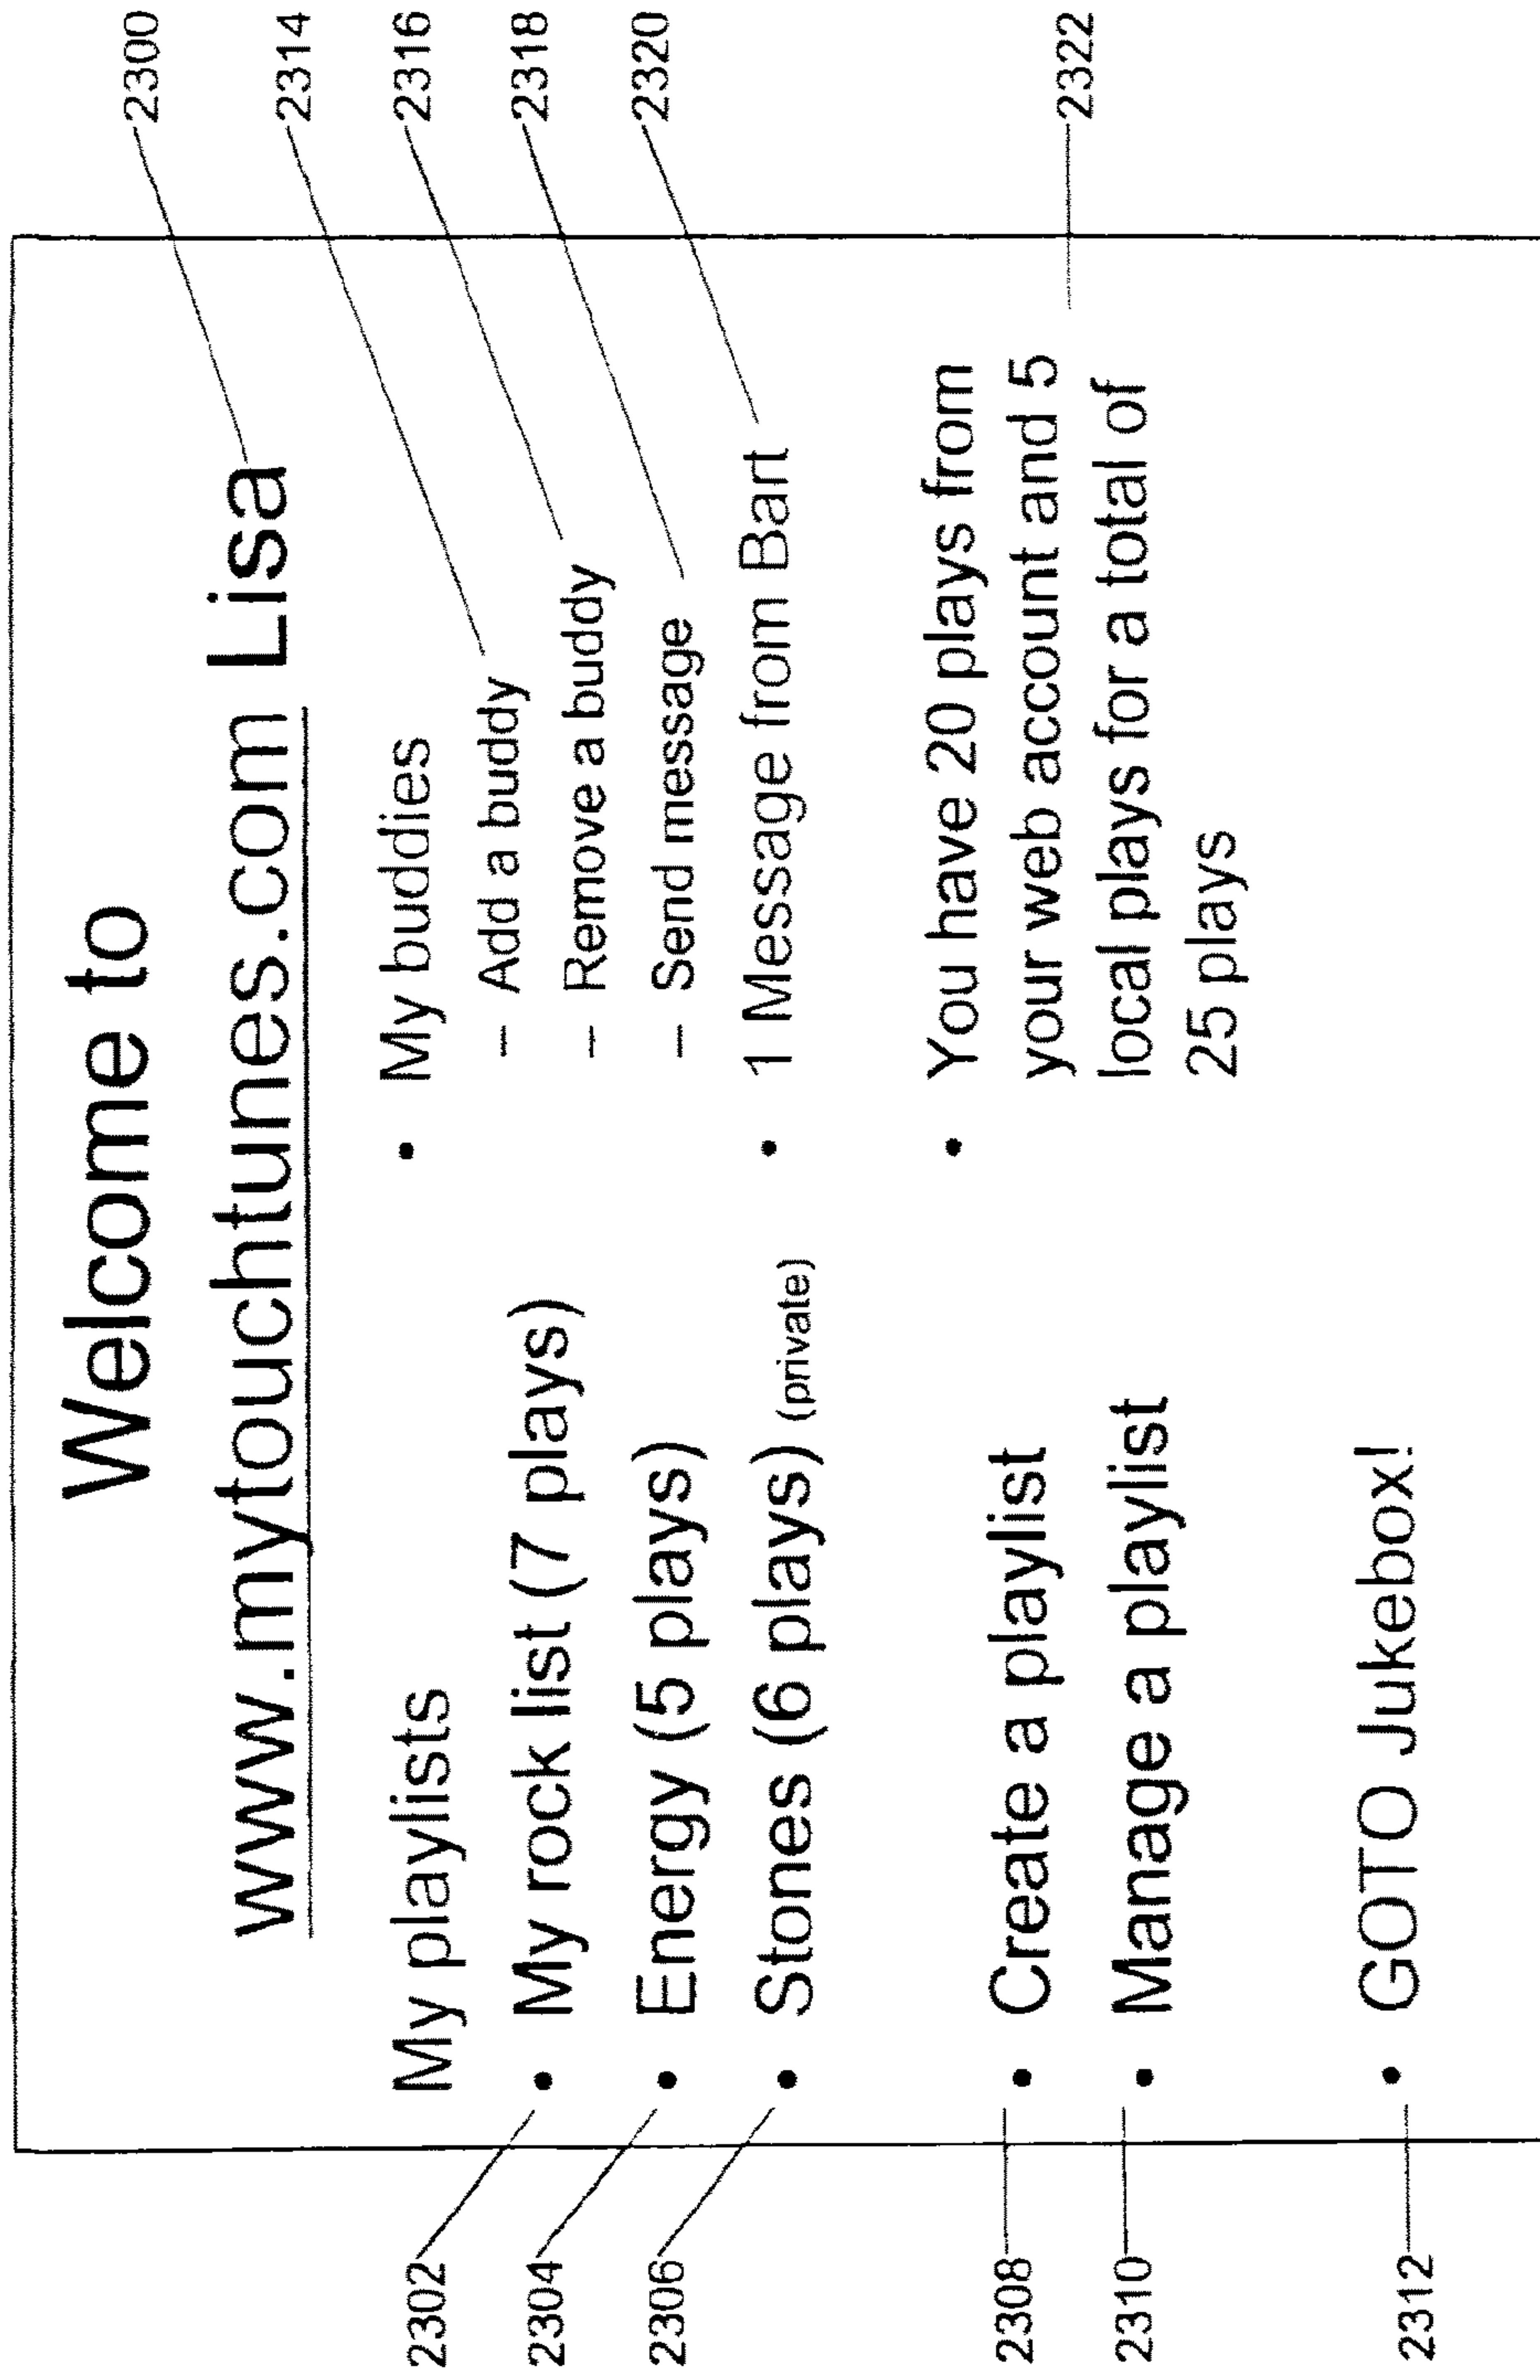 Welcome to
www.mytouchtunes.com Lisa
2300
My playlists
2302
• My rock list (7 plays)
2304
• Energy (5 plays)
2306
• Stones (6 plays) (private)
2308
• Create a playlist
2310
• Manage a playlist
2312
• GOTO Jukebox!
• My buddies
– Add a buddy
2314
– Remove a buddy
2316
– Send message
2318
• 1 Message from Bart
2320
• You have 20 plays from
your web account and 5
local plays for a total of
25 plays
2322